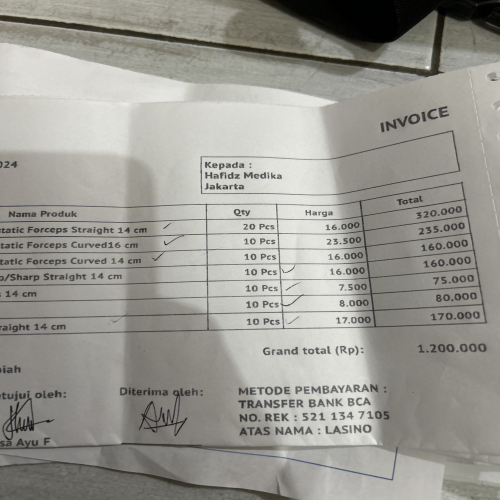 INVOICE
024
Kepada :
Hafidz Medika
Jakarta
Nama Produk Qty Harga Total
static Forceps Straight 14 cm 20 Pcs 16.000 320.000
static Forceps Curved16 cm 10 Pcs 23.500 235.000
static Forceps Curved 14 cm 10 Pcs 16.000 160.000
p/Sharp Straight 14 cm 10 Pcs 16.000 160.000
14 cm 10 Pcs 7.500 75.000
10 Pcs 8.000 80.000
raight 14 cm 10 Pcs 17.000 170.000
Grand total (Rp): 1.200.000
piah
etujui oleh: Diterima oleh:
METODE PEMBAYARAN :
TRANSFER BANK BCA
NO. REK : 521 134 7105
ATAS NAMA : LASINO
sa Ayu F